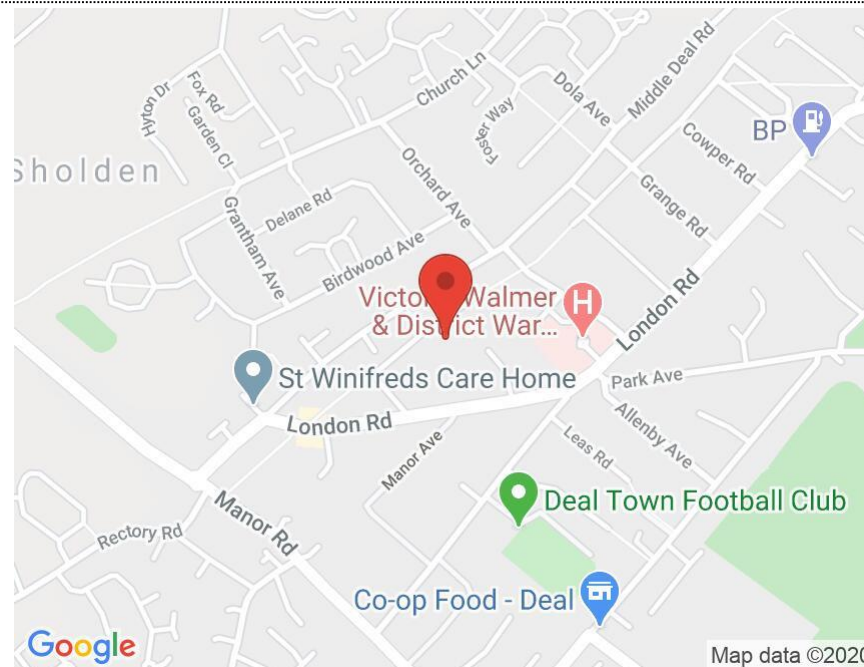 Middle Deal Rd
Church Ln
Dola Ave
Fox Rd
Hyton Dr
BP
Garden Cl
Foster Way
Cowper Rd
Sholden
Orchard Ave
Grange Rd
Delane Rd
Grantham Ave
Birdwood Ave
Walmer
H
& District War...
London Rd
St Winifreds Care Home
Park Ave
London Rd
Allenby Ave
Leas Rd
Manor Ave
Deal Town Football Club
Manor Rd
Rectory Rd
Co-op Food - Deal
Google
Map data ©2020